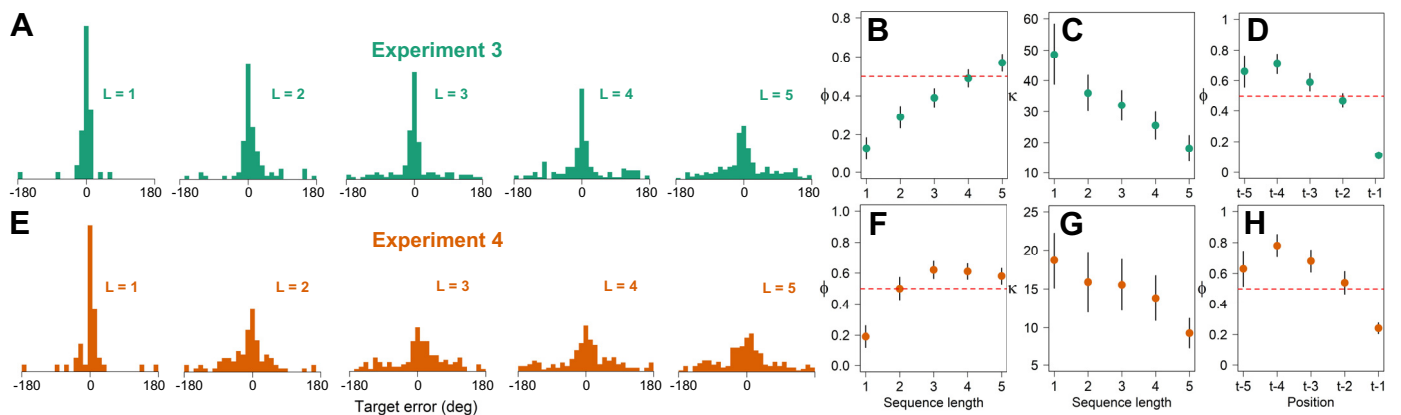 A
Experiment 3
L = 1
L = 2
L = 3
L = 4
L = 5
-180 0 180
-180 0 180
-180 0 180
-180 0 180
-180 0 180
B
ϕ
0.8
0.6
0.4
0.2
0.0
1 2 3 4 5
C
κ
60
50
40
30
20
10
1 2 3 4 5
D
ϕ
1
0.8
0.6
0.4
0.2
0
t-5 t-4 t-3 t-2 t-1
E
Experiment 4
L = 1
L = 2
L = 3
L = 4
L = 5
-180 0 180
-180 0 180
-180 0 180
-180 0 180
-180 0
Target error (deg)
F
ϕ
1.0
0.8
0.6
0.4
0.2
0.0
1 2 3 4 5
Sequence length
G
κ
25
20
15
10
5
1 2 3 4 5
Sequence length
H
ϕ
1
0.8
0.6
0.4
0.2
0
t-5 t-4 t-3 t-2 t-1
Position